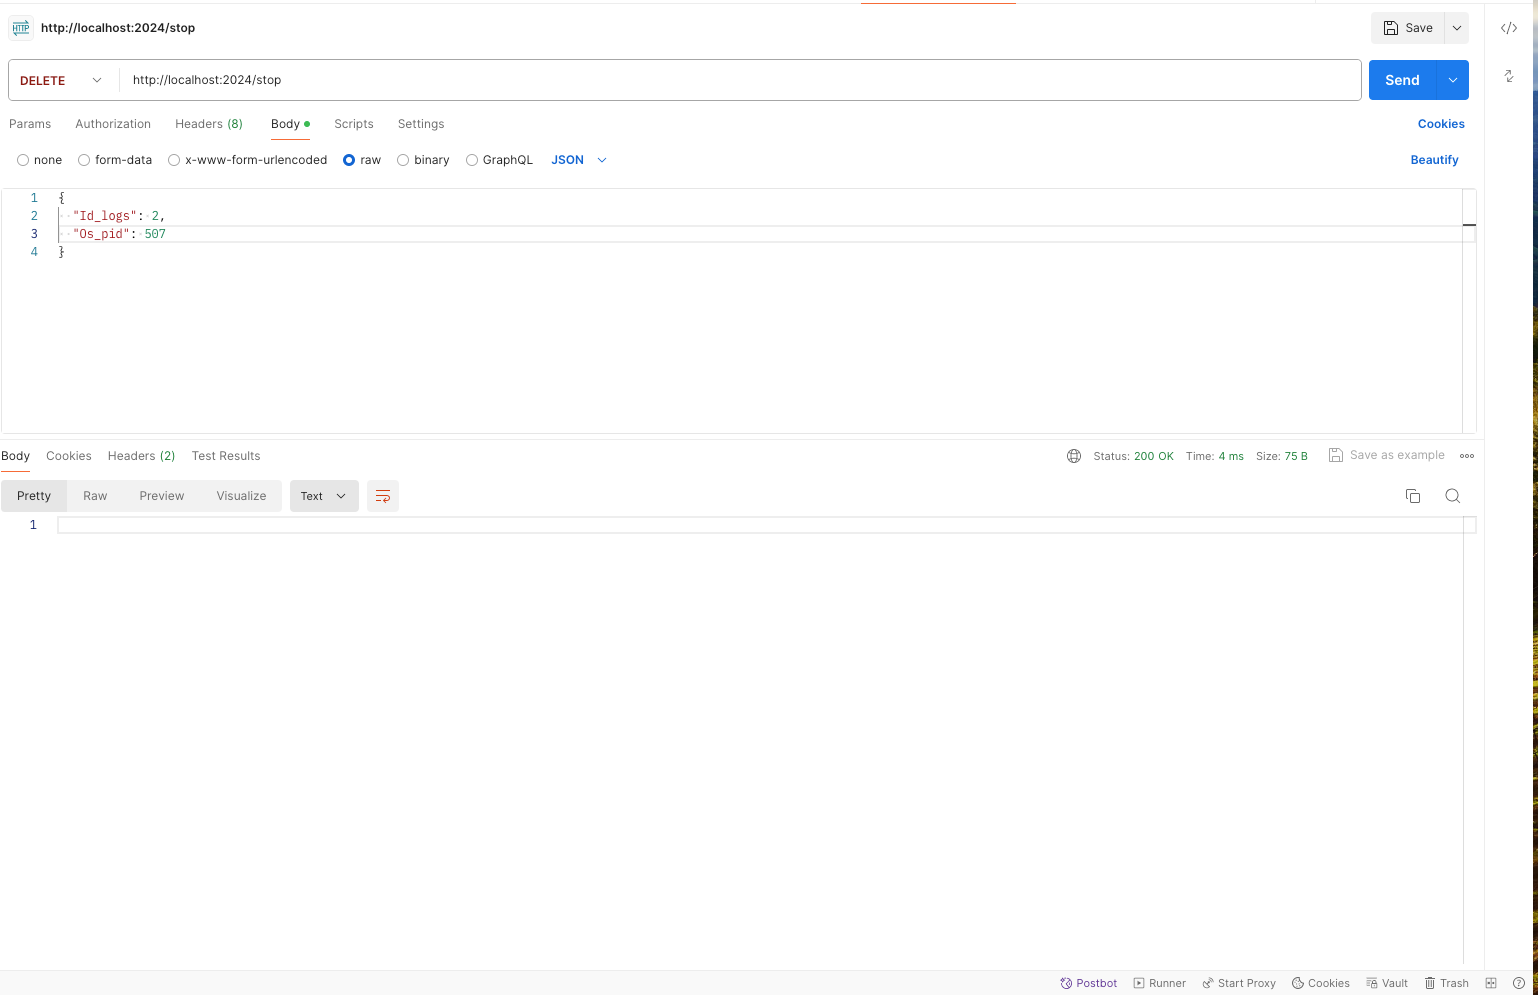 HTTP http://localhost:2024/stop Save
DELETE http://localhost:2024/stop Send
Params Authorization Headers (8) Body Scripts Settings Cookies
none form-data x-www-form-urlencoded raw binary GraphQL JSON Beautify
1 {
2 "Id_logs": 2,
3 "Os_pid": 507
4 }
Body Cookies Headers (2) Test Results Status: 200 OK Time: 4 ms Size: 75 B Save as example
Pretty Raw Preview Visualize Text
1
Postbot Runner Start Proxy Cookies Vault Trash